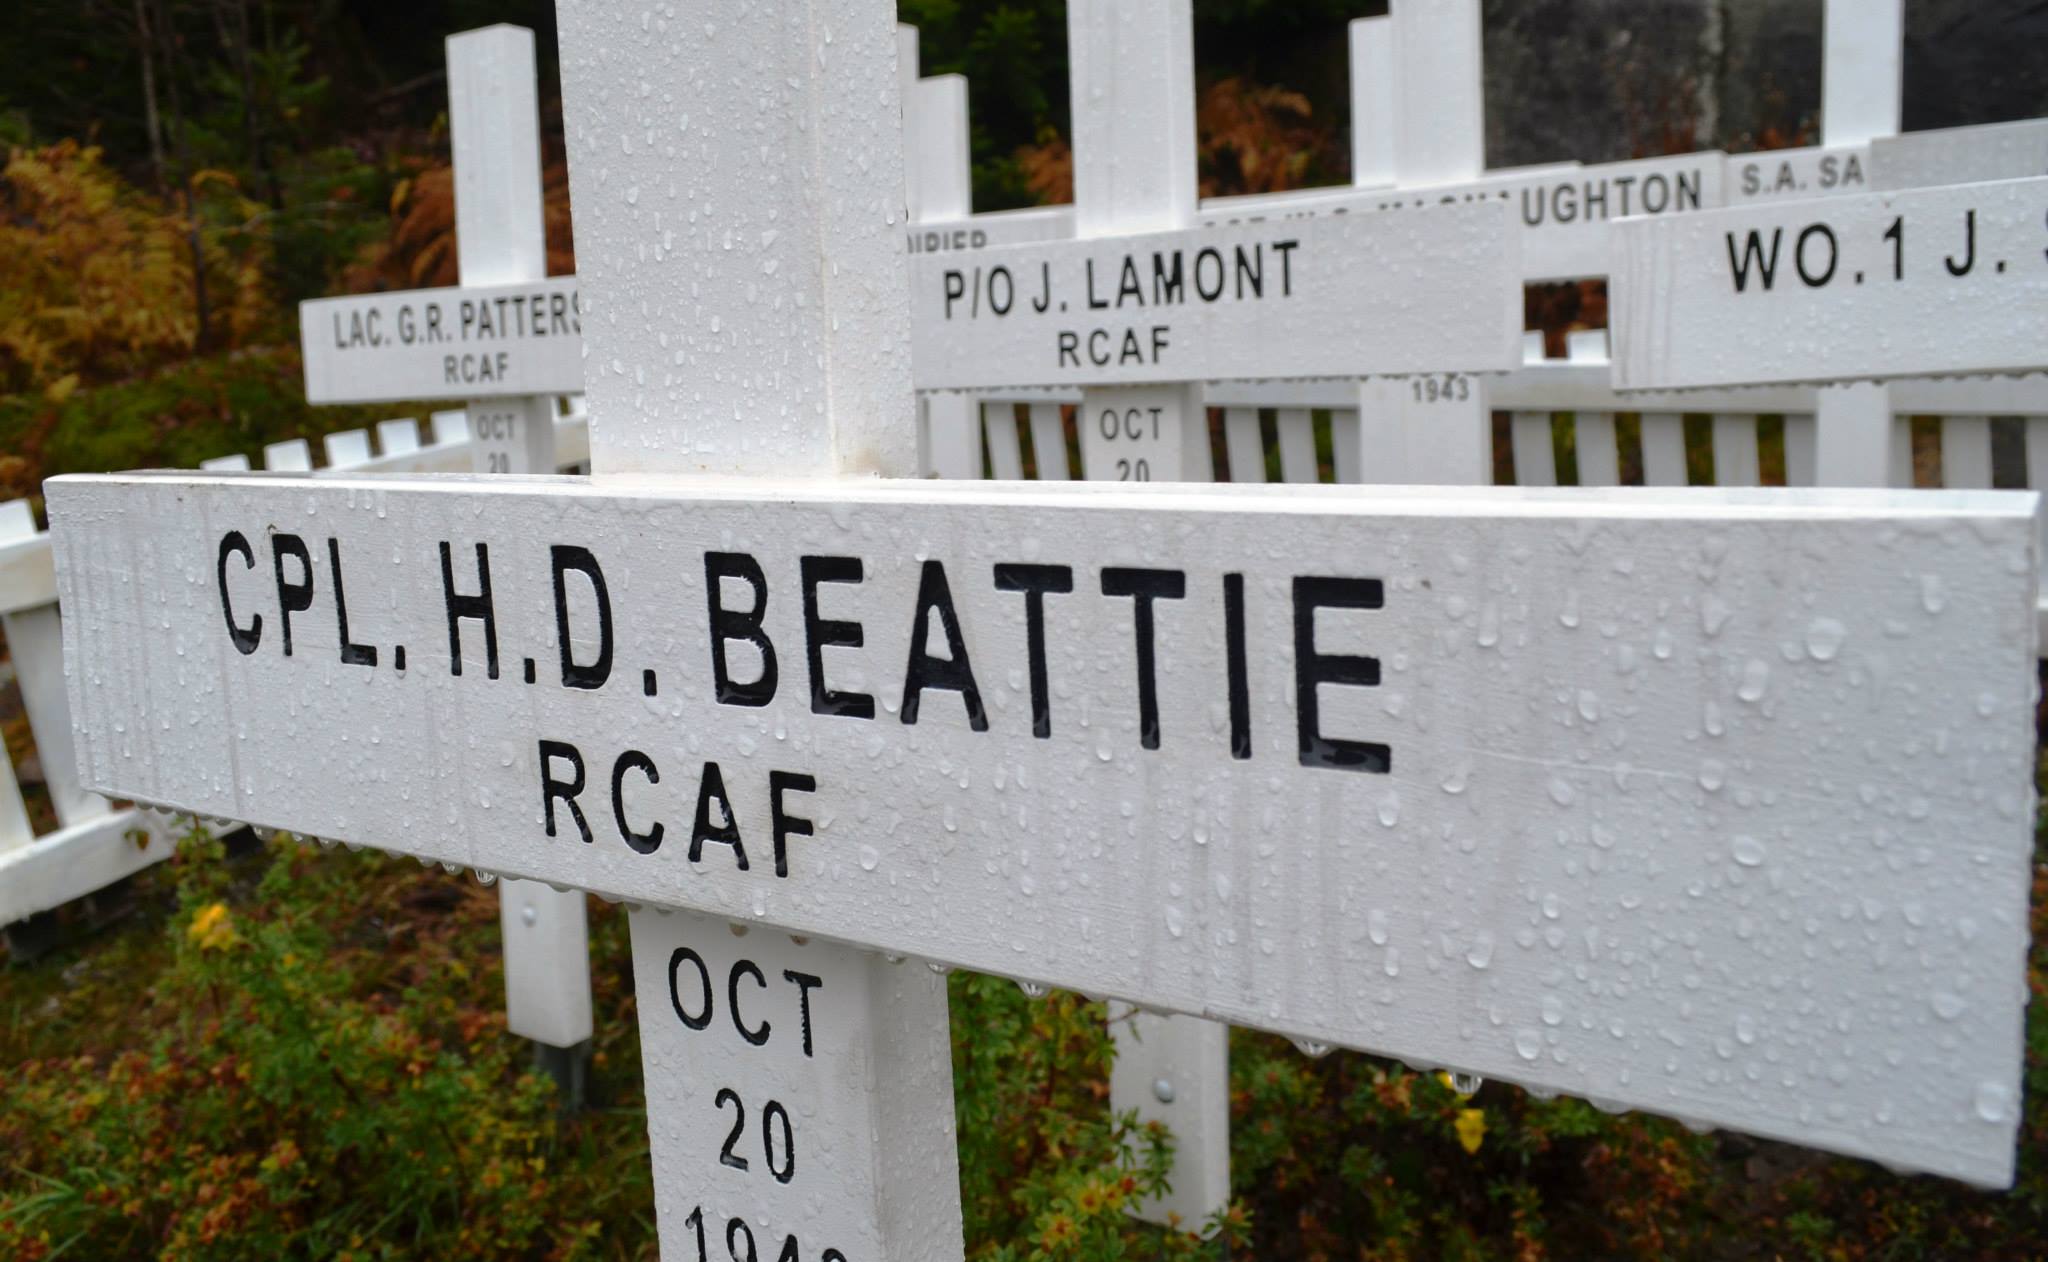 LAC. G.R. PATTERS
RCAF
OCT
20
P/O J. LAMONT
RCAF
OCT
20
UGHTON
1943
S.A. SA
WO.1 J.
CPL. H.D. BEATTIE
RCAF
OCT
20
1943